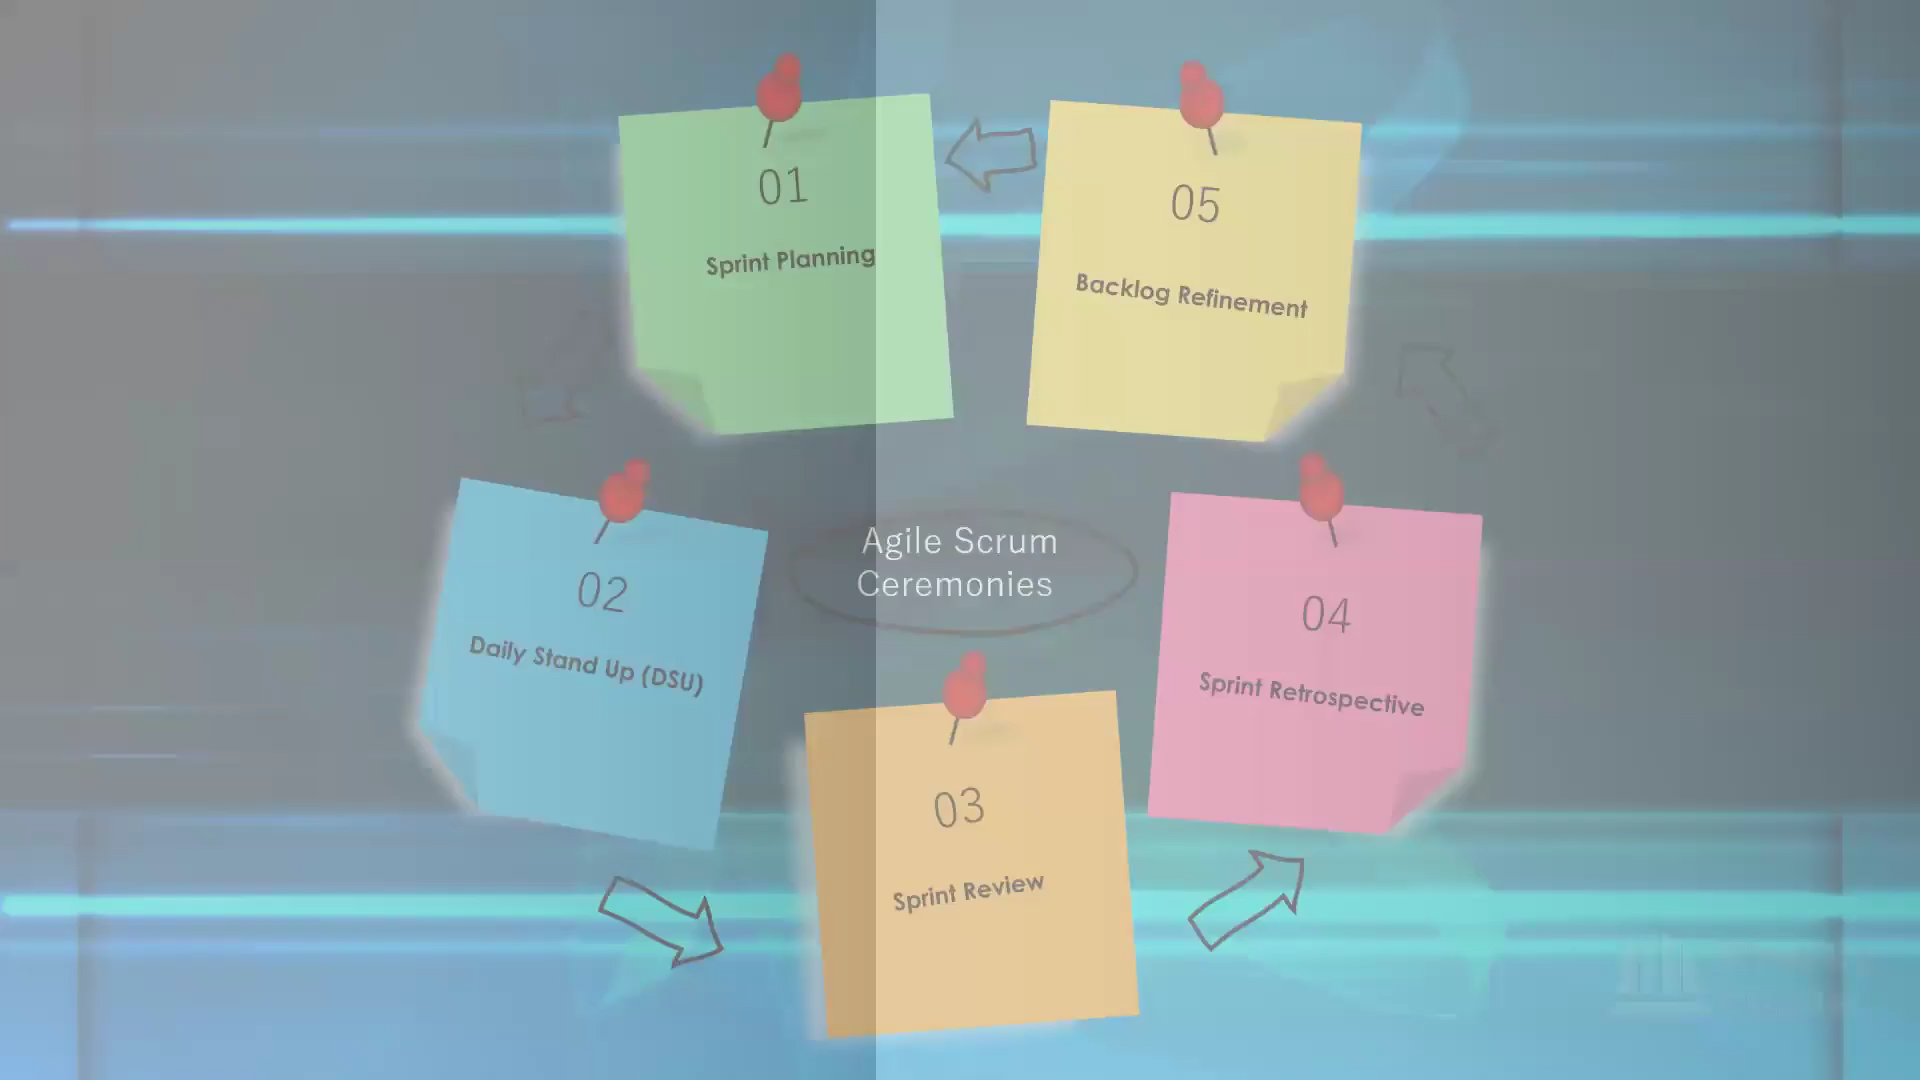 01
Sprint Planning
05
Backlog Refinement
Agile Scrum
Ceremonies
02
Daily Stand Up (DSU)
04
Sprint Retrospective
03
Sprint Review